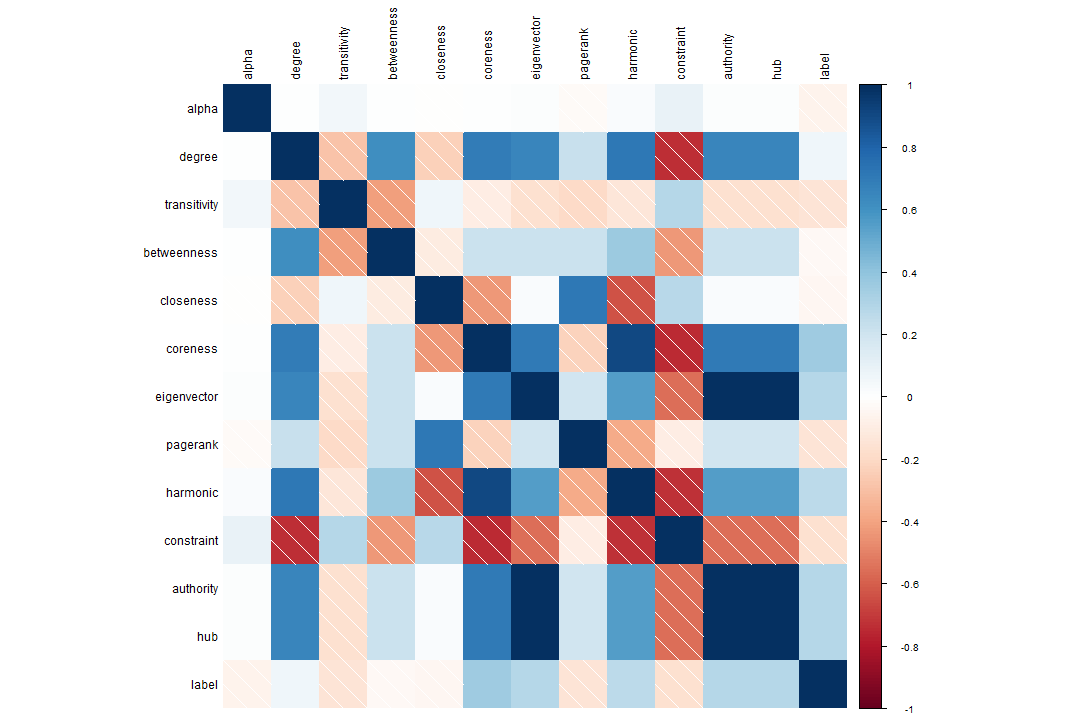 alpha
degree
transitivity
betweenness
closeness
coreness
eigenvector
pagerank
harmonic
constraint
authority
hub
label
alpha
degree
transitivity
betweenness
closeness
coreness
eigenvector
pagerank
harmonic
constraint
authority
hub
label
1
0.8
0.6
0.4
0.2
0
-0.2
-0.4
-0.6
-0.8
-1